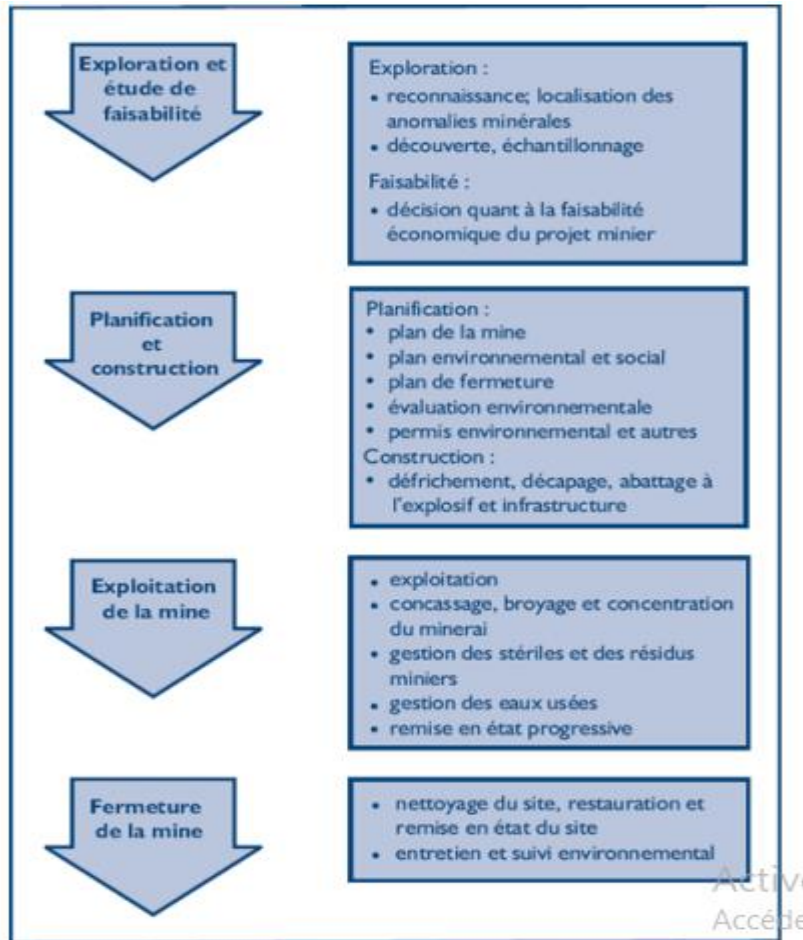 Exploration et
étude de
faisabilité
Exploration :
• reconnaissance; localisation des
anomalies minérales
• découverte, échantillonnage
Faisabilité :
• décision quant à la faisabilité
économique du projet minier
Planification
et
construction
Planification :
• plan de la mine
• plan environnemental et social
• plan de fermeture
• évaluation environnementale
• permis environnemental et autres
Construction :
• défrichement, décapage, abattage à
l'explosif et infrastructure
Exploitation
de la mine
• exploitation
• concassage, broyage et concentration
du minerai
• gestion des stériles et des résidus
miniers
• gestion des eaux usées
• remise en état progressive
Fermeture
de la mine
• nettoyage du site, restauration et
remise en état du site
• entretien et suivi environnemental
Active
Accéde